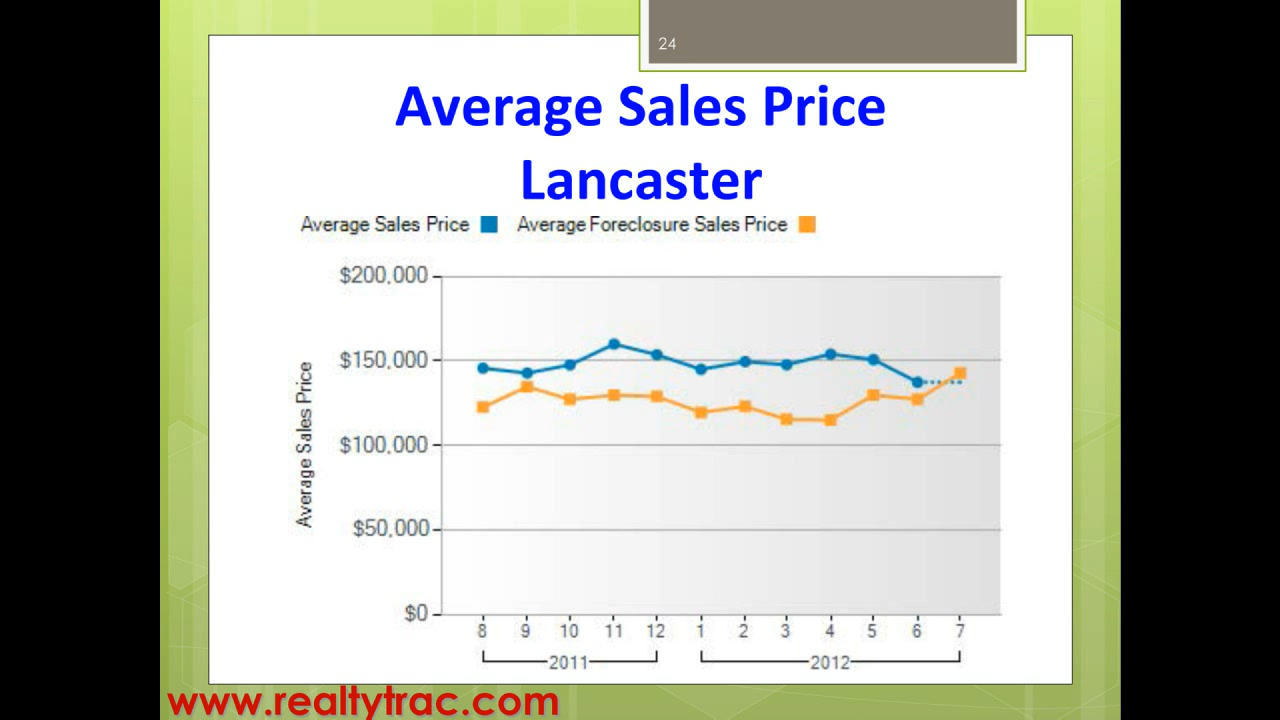 24
Average Sales Price
Lancaster
Average Sales Price Average Foreclosure Sales Price
$200,000
$150,000
$100,000
$50,000
$0
Average Sales Price
8 9 10 11 12 1 2 3 4 5 6 7
2011 2012
www.realtytrac.com